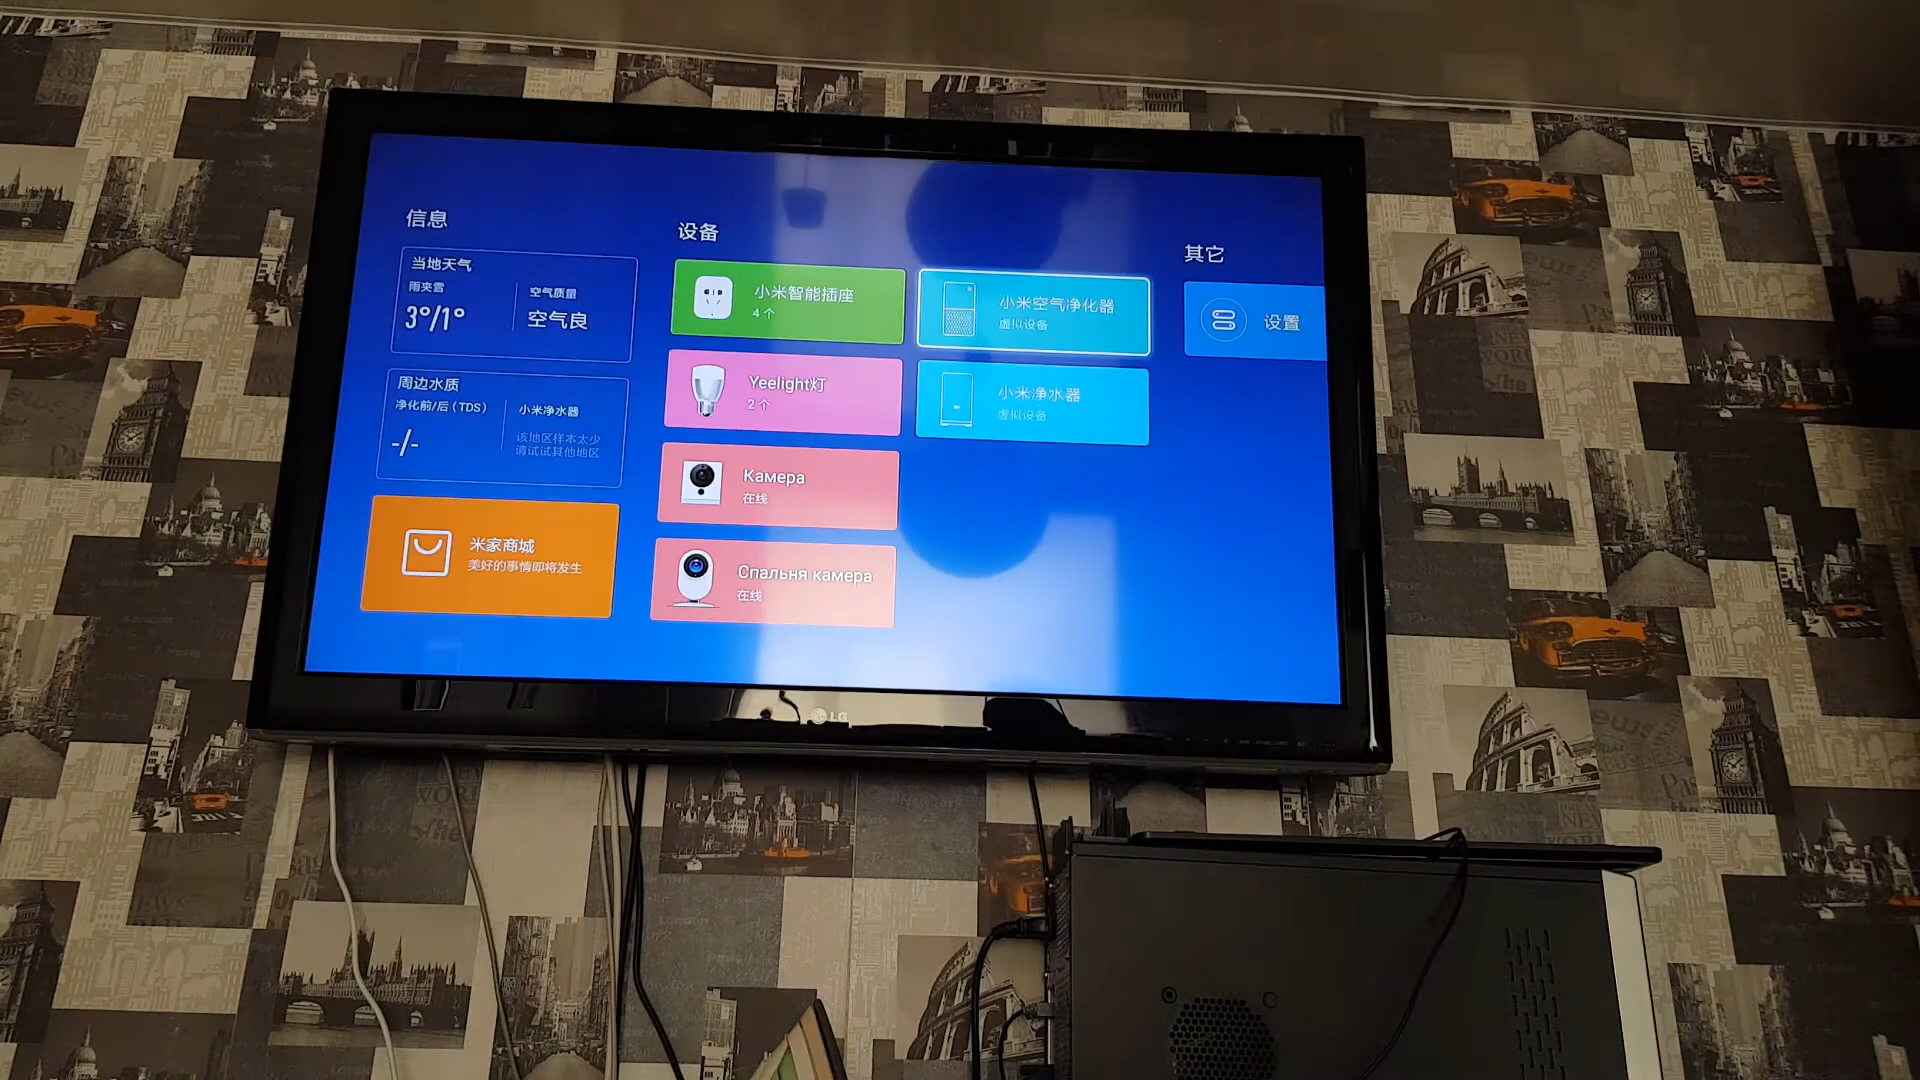 信息
当地天气
雨夹雪
3°/1°
空气质量
空气良
周边水质
净化前/后（TDS）
-/-
小米净水器
该地区样本太少
请试试其他地区
米家商城
美好的事情即将发生
设备
小米智能插座
4 个
Yeelight灯
2 个
Камера
在线
Спальня камера
在线
小米空气净化器
虚拟设备
小米净水器
虚拟设备
其它
设置
LG